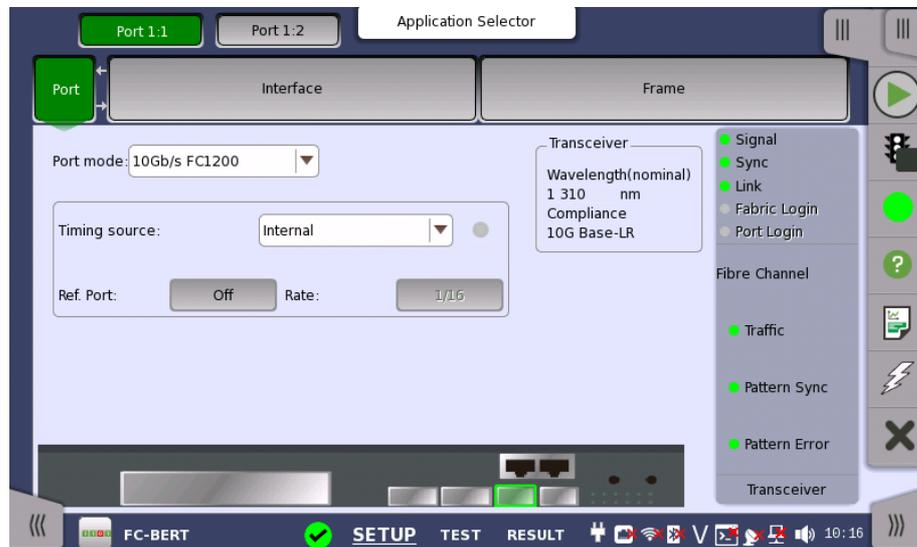 Application Selector
Port 1:1
Port 1:2
Port
Interface
Frame
Port mode:
10Gb/s FC1200
Timing source:
Internal
Ref. Port:
Off
Rate:
1/16
Transceiver
Wavelength(nominal)
1 310 nm
Compliance
10G Base-LR
Signal
Sync
Link
Fabric Login
Port Login
Fibre Channel
Traffic
Pattern Sync
Pattern Error
Transceiver
?
FC-BERT
SETUP
TEST
RESULT
V
10:16